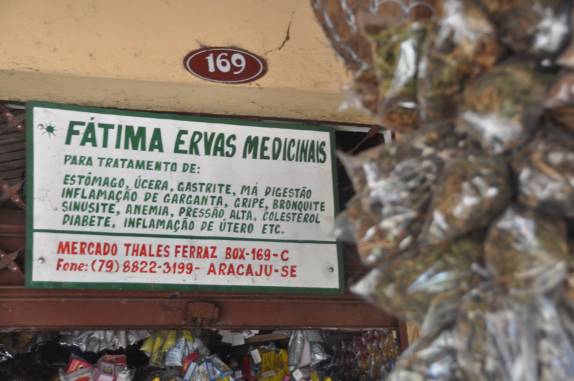 169
FÁTIMA ERVAS MEDICINAIS
PARA TRATAMENTO DE:
ESTÔMAGO, ÚCERA, GASTRITE, MÁ DIGESTÃO
INFLAMAÇÃO DE GARGANTA, GRIPE, BRONQUITE
SINUSITE, ANEMIA, PRESSÃO, ALTA, COLESTEROL
DIABETE, INFLAMAÇÃO DE ÚTERO ETC.
MERCADO THALES FERRAZ BOX-169-C
Fone: (79) 8822-3199- ARACAJU-SE